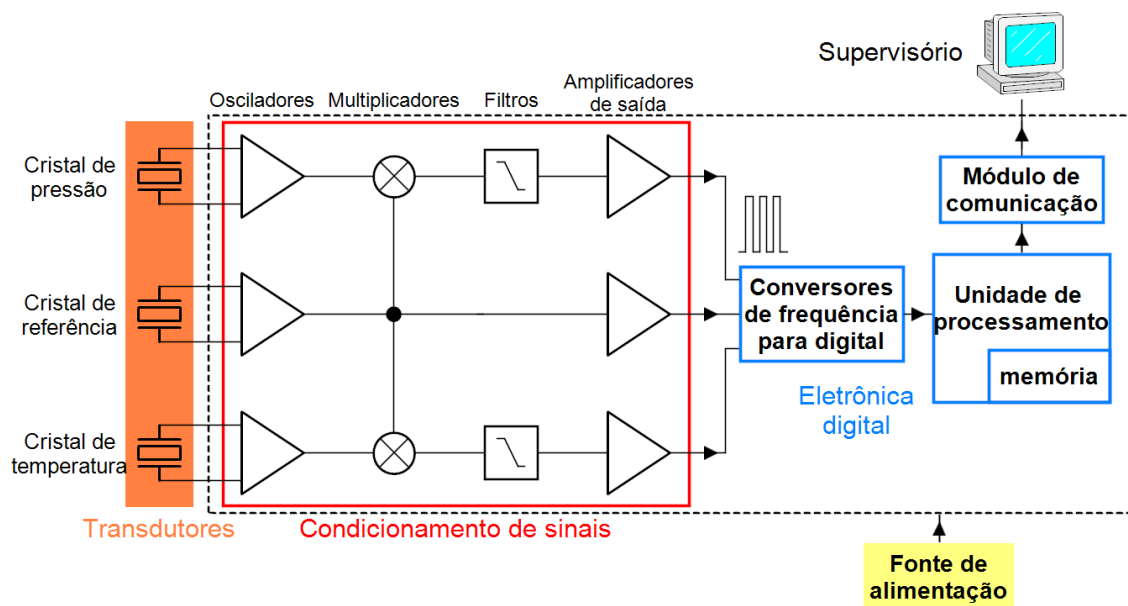 Supervisório
Osciladores
Multiplicadores
Filtros
Amplificadores
de saída
Cristal de
pressão
Módulo de
comunicação
Cristal de
referência
Conversores
de frequência
para digital
Unidade de
processamento
memória
Eletrônica
digital
Cristal de
temperatura
Transdutores
Condicionamento de sinais
Fonte de
alimentação